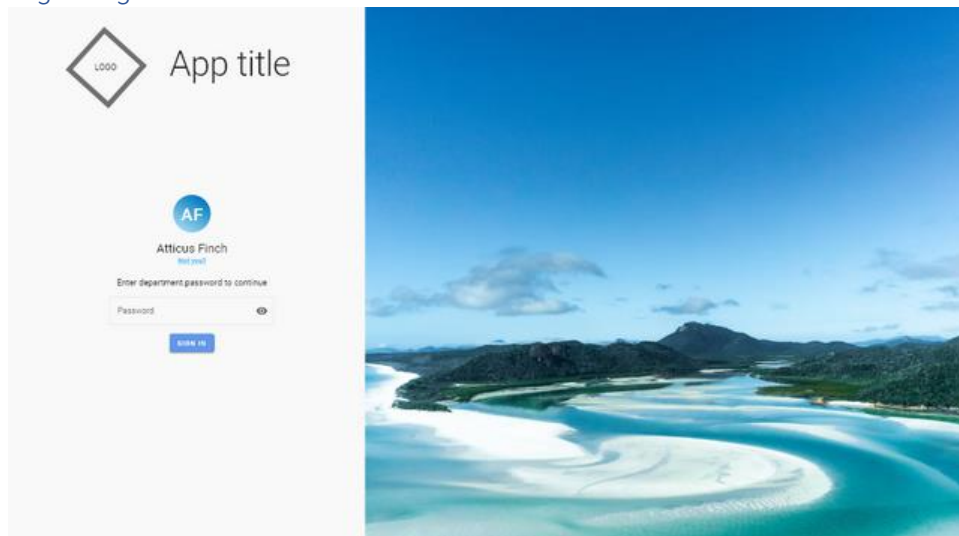 LOGO
App title
AF
Atticus Finch
Not you?
Enter department password to continue
Password
SIGN IN